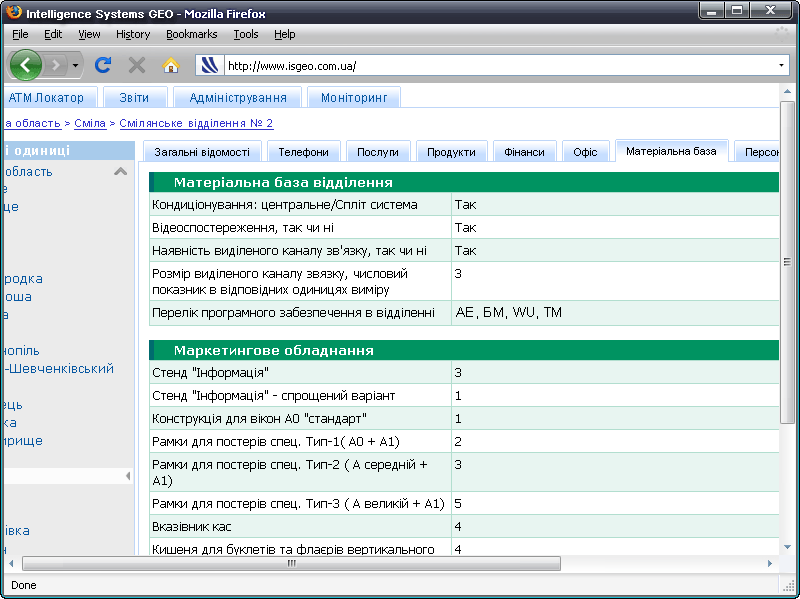 Intelligence Systems GEO - Mozilla Firefox
File Edit View History Bookmarks Tools Help
http://www.isgeo.com.ua/
АТМ Локатор Звіти Адміністрування Моніторинг
а область > Сміла > Смілянське відділення № 2
і одиниці
область
е
ще
родка
оша
а
нопіль
-Шевченківський
ець
ка
рище
івка
н
Загальні відомості Телефони Послуги Продукти Фінанси Офіс Матеріальна база Персон
Матеріальна база відділення
Кондиціонування: центральне/Спліт система Так
Відеоспостереження, так чи ні Так
Наявність виділеного каналу зв'язку, так чи ні Так
Розмір виділеного каналу звязку, числовий 3
показник в відповідних одиницях виміру
Перелік програмного забезпечення в відділенні АЕ, БМ, WU, ТМ
Маркетингове обладнання
Стенд "Інформація" 3
Стенд "Інформація" - спрощений варіант 1
Конструкція для вікон А0 "стандарт" 1
Рамки для постерів спец. Тип-1( А0 + А1) 2
Рамки для постерів спец. Тип-2 ( А середній + 3
А1)
Рамки для постерів спец. Тип-3 ( А великій + А1) 5
Вказівник кас 4
Кишеня для буклетів та флаєрів вертикального 4
Done